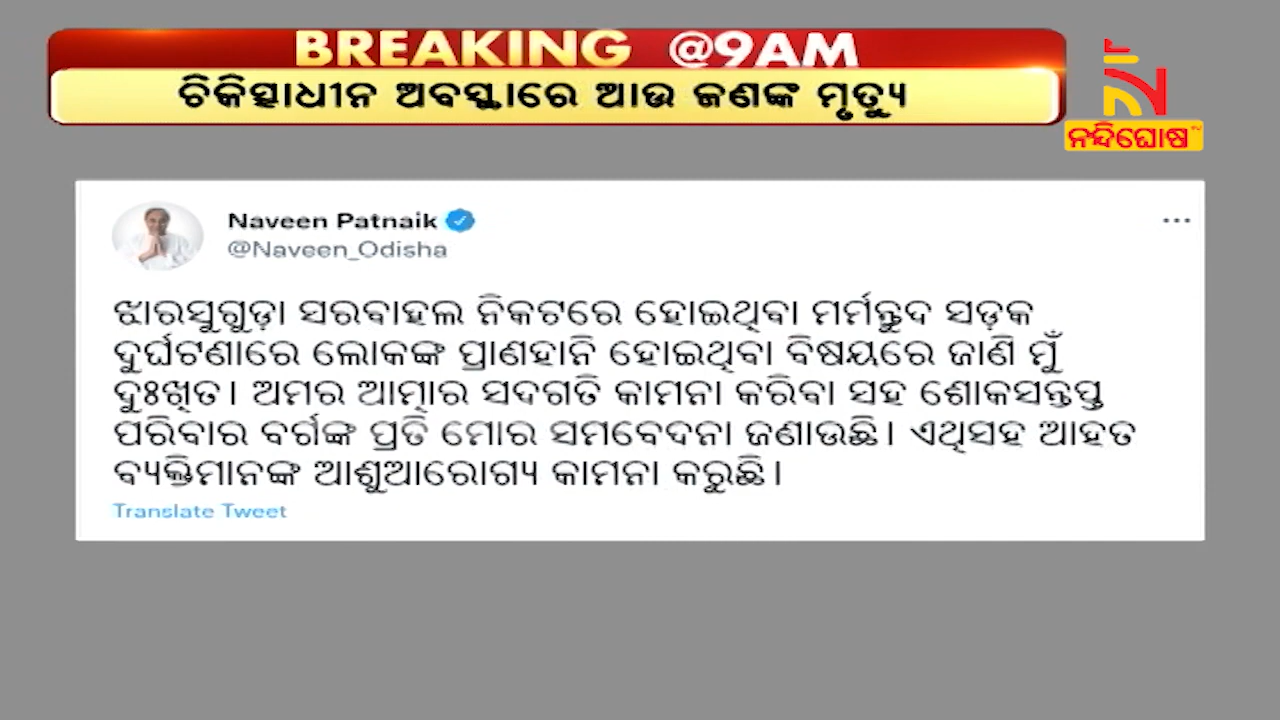 BREAKING @9AM
ଚିକିତ୍ସାଧୀନ ଅବସ୍ଥାରେ ଆଉ ଜଣଙ୍କ ମୃତ୍ୟୁ
ନନ୍ଦିଘୋଷ
Naveen Patnaik
@Naveen_Odisha
ଝାରସୁଗୁଡ଼ା ସରବାହଲ ନିକଟରେ ହୋଇଥିବା ମର୍ମନ୍ତୁଦ ସଡ଼କ
ଦୁର୍ଘଟଣାରେ ଲୋକଙ୍କ ପ୍ରାଣହାନି ହୋଇଥିବା ବିଷୟରେ ଜାଣି ମୁଁ
ଦୁଃଖିତ। ଅମର ଆତ୍ମାର ସଦଗତି କାମନା କରିବା ସହ ଶୋକସନ୍ତପ୍ତ
ପରିବାର ବର୍ଗଙ୍କ ପ୍ରତି ମୋର ସମବେଦନା ଜଣାଉଛି। ଏଥିସହ ଆହତ
ବ୍ୟକ୍ତିମାନଙ୍କ ଆଶୁଆରୋଗ୍ୟ କାମନା କରୁଛି।
Translate Tweet